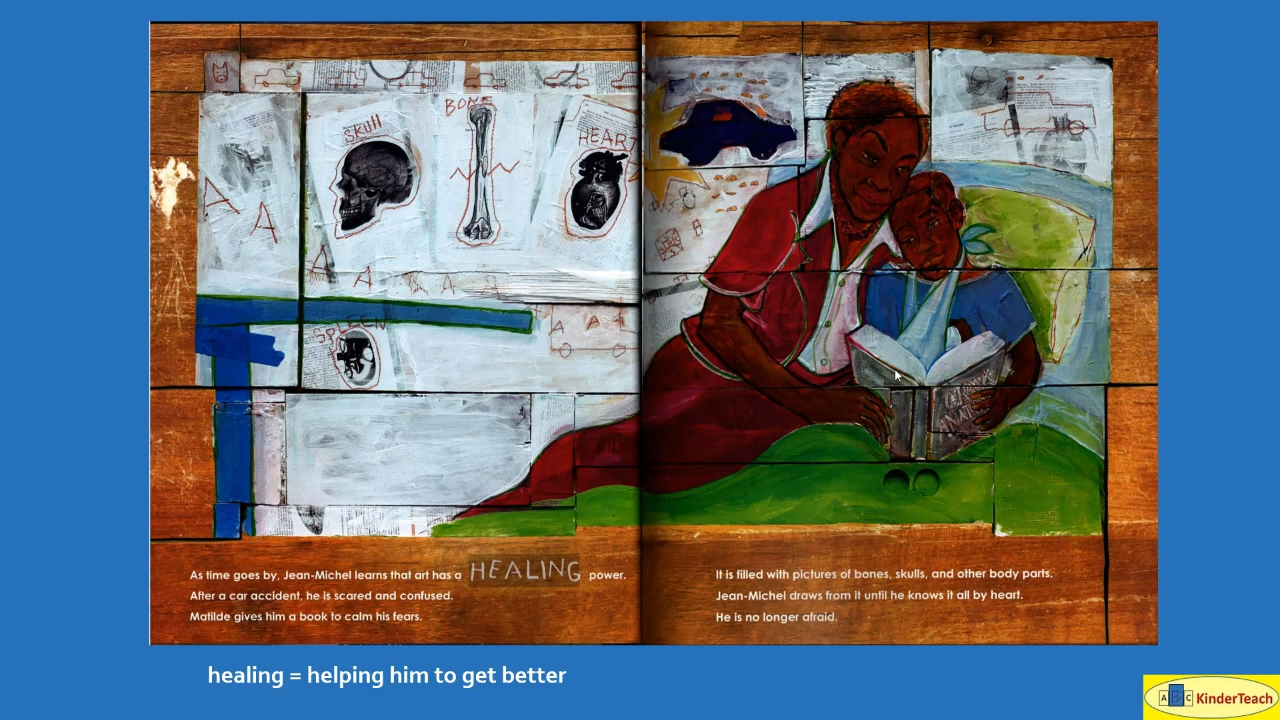 SKULL
BONE
HEART
A
A
A
A
A
A
A
SPLEEN
As time goes by, Jean-Michel learns that art has a HEALING power.
After a car accident, he is scared and confused.
Matilde gives him a book to calm his fears.
It is filled with pictures of bones, skulls, and other body parts.
Jean-Michel draws from it until he knows it all by heart.
He is no longer afraid.
healing = helping him to get better
A B C KinderTeach